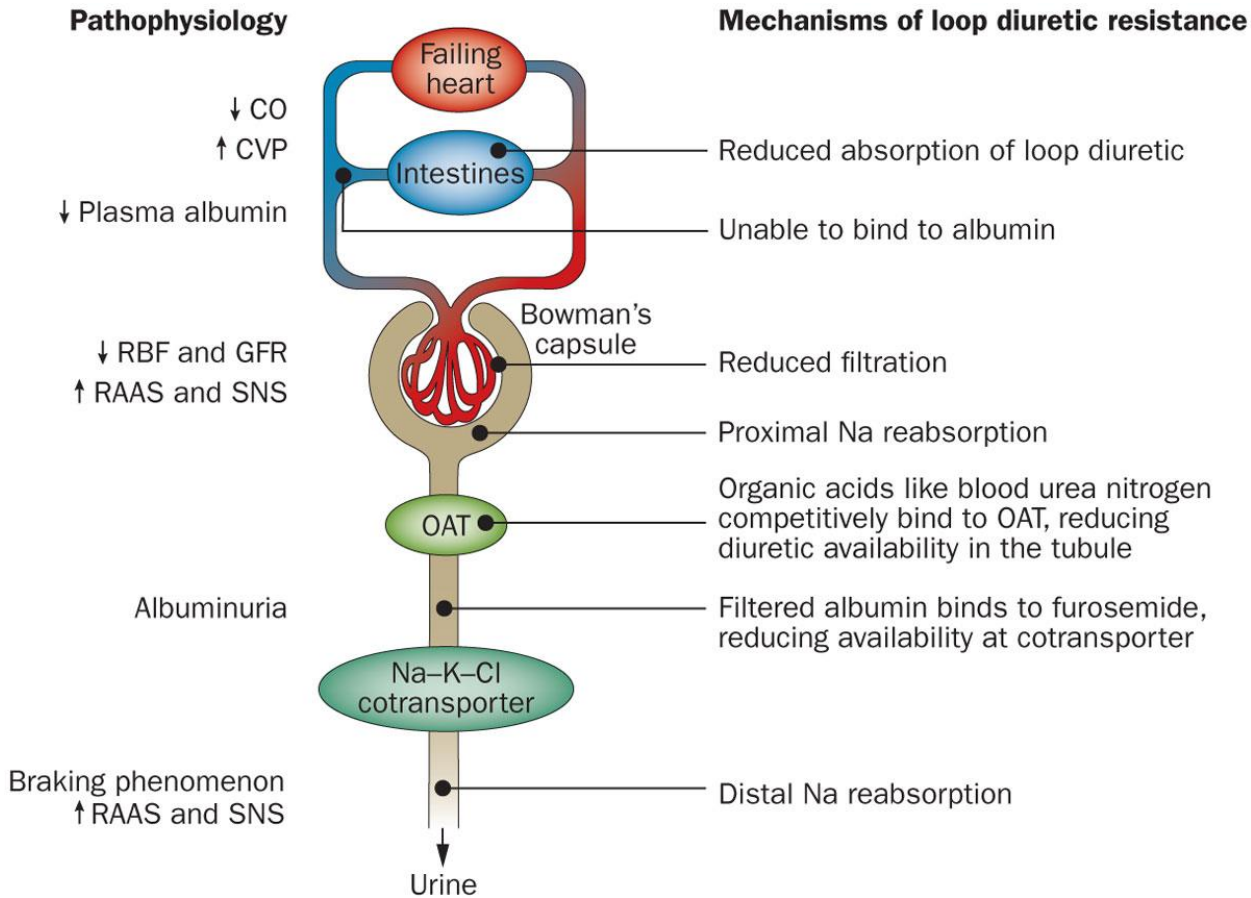 Pathophysiology
Mechanisms of loop diuretic resistance
Failing
heart
↓ CO
↑ CVP
Intestines
Reduced absorption of loop diuretic
↓ Plasma albumin
Unable to bind to albumin
Bowman's
capsule
↓ RBF and GFR
↑ RAAS and SNS
Reduced filtration
Proximal Na reabsorption
OAT
Organic acids like blood urea nitrogen
competitively bind to OAT, reducing
diuretic availability in the tubule
Albuminuria
Filtered albumin binds to furosemide,
reducing availability at cotransporter
Na–K–Cl
cotransporter
Braking phenomenon
↑ RAAS and SNS
Distal Na reabsorption
Urine